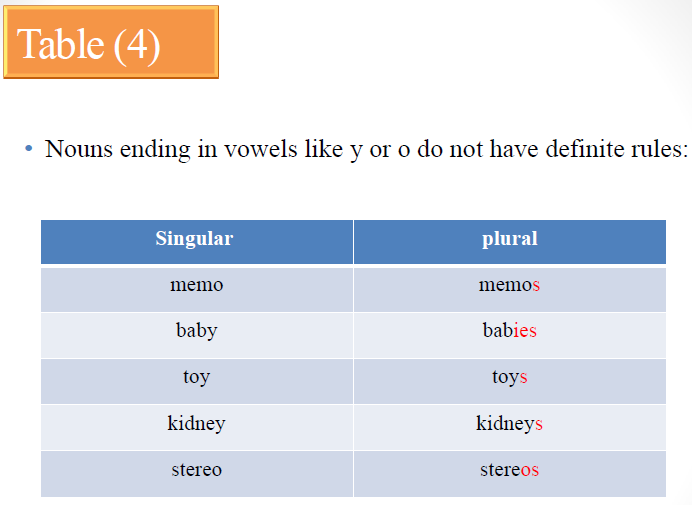 Table (4)
• Nouns ending in vowels like y or o do not have definite rules:
Singular plural
memo memos
baby babies
toy toys
kidney kidneys
stereo stereos